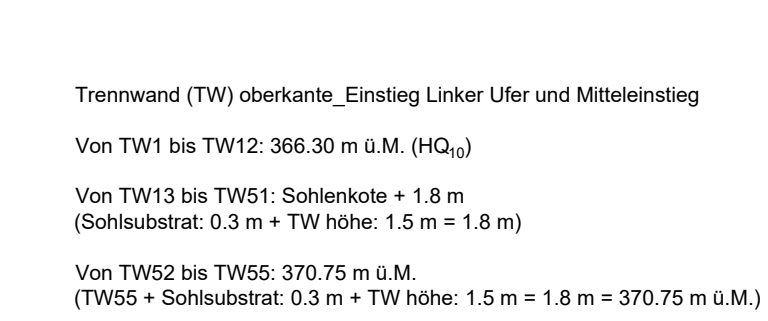 Trennwand (TW) oberkante_Einstieg Linker Ufer und Mitteleinstieg
Von TW1 bis TW12: 366.30 m ü.M. (HQ₁₀)
Von TW13 bis TW51: Sohlenkote + 1.8 m
(Sohlsubstrat: 0.3 m + TW höhe: 1.5 m = 1.8 m)
Von TW52 bis TW55: 370.75 m ü.M.
(TW55 + Sohlsubstrat: 0.3 m + TW höhe: 1.5 m = 1.8 m = 370.75 m ü.M.)